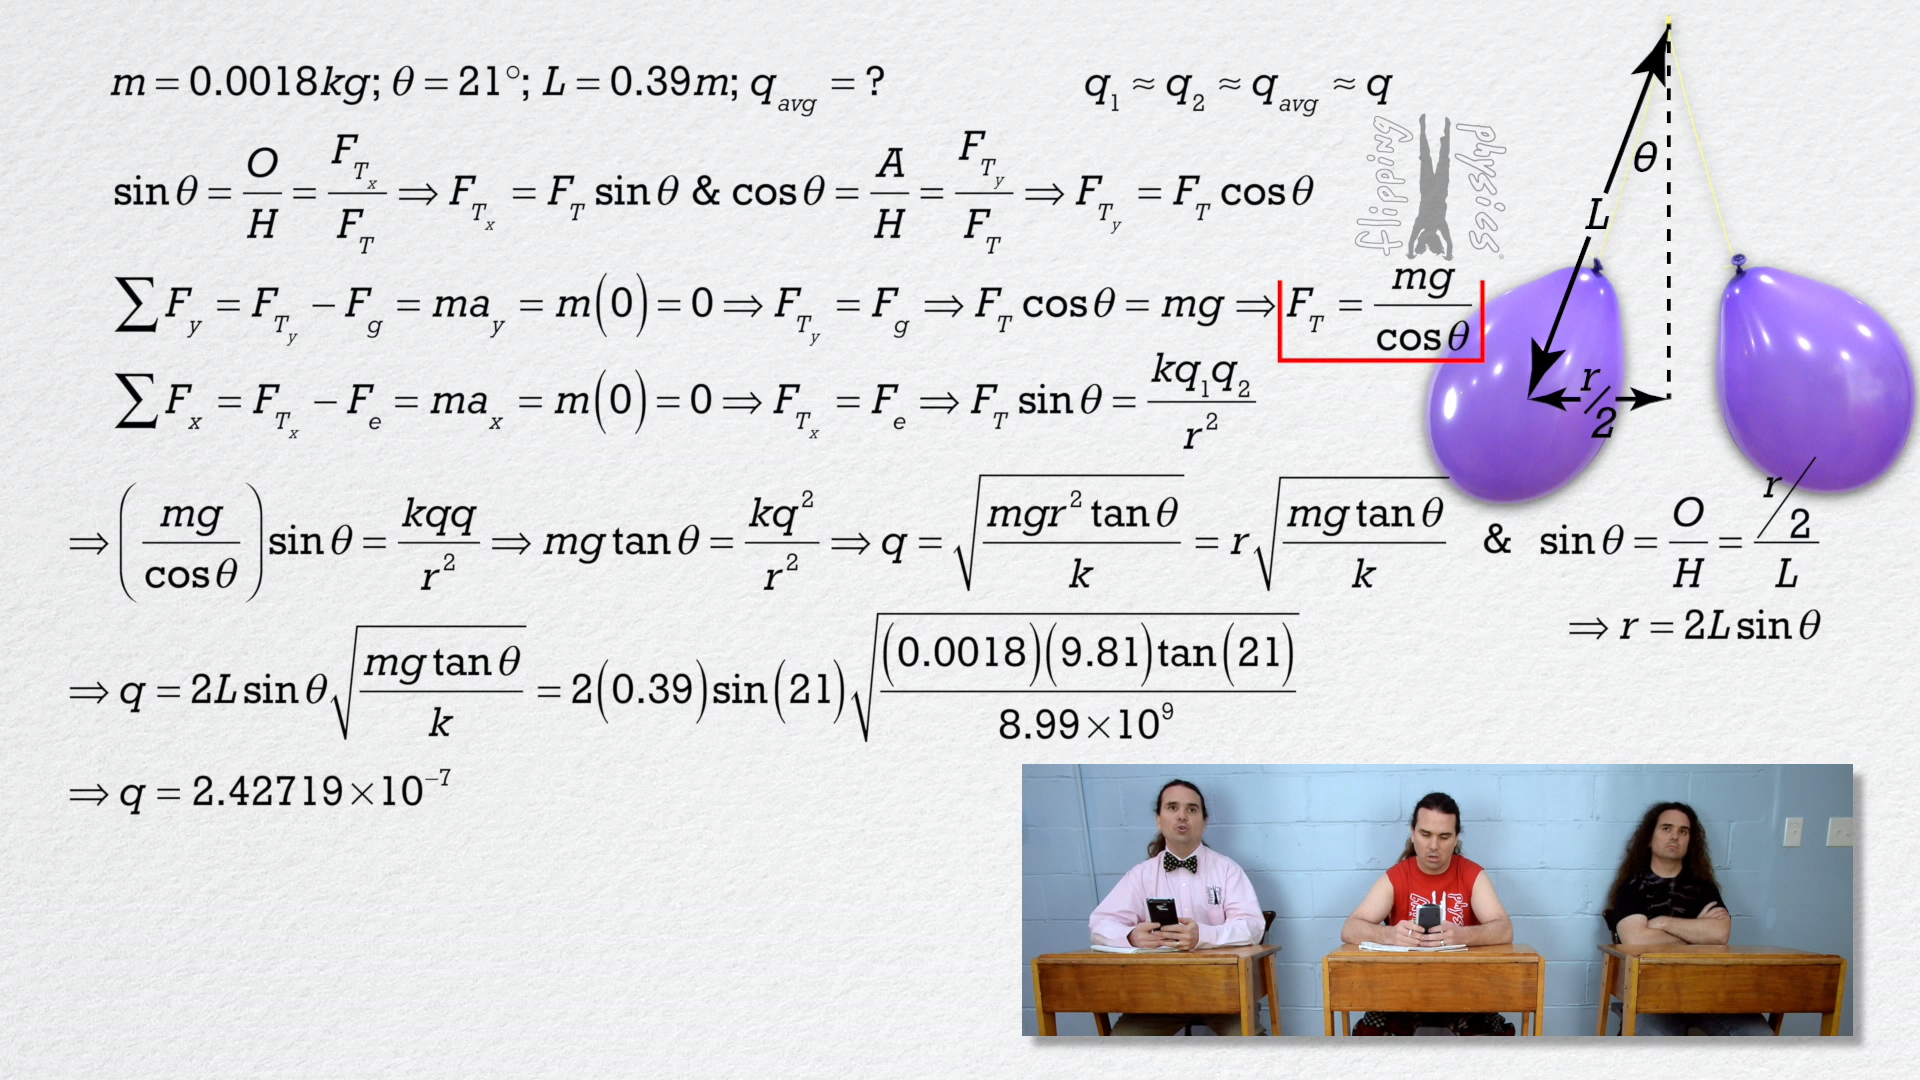 m = 0.0018kg; θ = 21°; L = 0.39m; q_avg = ?
q₁ ≈ q₂ ≈ q_avg ≈ q
flipping physics
sin θ = O/H = F_Tx/F_T ⇒ F_Tx = F_T sin θ & cos θ = A/H = F_Ty/F_T ⇒ F_Ty = F_T cos θ
∑F_y = F_Ty − F_g = ma_y = m(0) = 0 ⇒ F_Ty = F_g ⇒ F_T cos θ = mg ⇒ F_T = mg/cos θ
∑F_x = F_Tx − F_e = ma_x = m(0) = 0 ⇒ F_Tx = F_e ⇒ F_T sin θ = kq₁q₂/r²
θ
L
r/2
⇒ (mg/cos θ) sin θ = kqq/r² ⇒ mg tan θ = kq²/r² ⇒ q = √(mgr² tan θ/k) = r√(mg tan θ/k) & sin θ = O/H = (r/2)/L
⇒ r = 2L sin θ
⇒ q = 2L sin θ √(mg tan θ/k) = 2(0.39)sin(21)√((0.0018)(9.81)tan(21)/8.99×10⁹)
⇒ q = 2.42719×10⁻⁷
physics